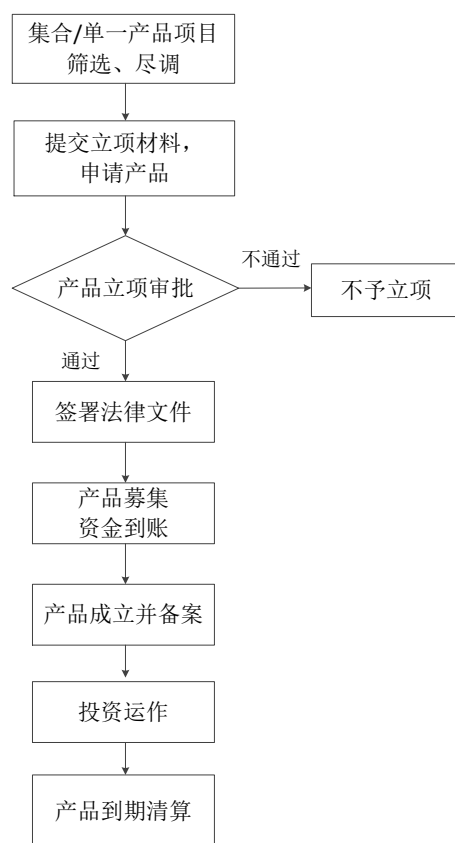 集合/单一产品项目
筛选、尽调
提交立项材料，
申请产品
产品立项审批
不通过
不予立项
通过
签署法律文件
产品募集
资金到账
产品成立并备案
投资运作
产品到期清算